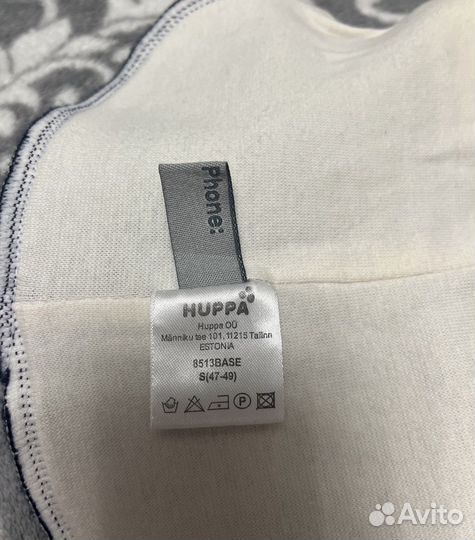 Phone:
HUPPA
Huppa OÜ
Männiku tee 101, 11215 Tallinn
ESTONIA
8513BASE
S(47-49)
P
Avito